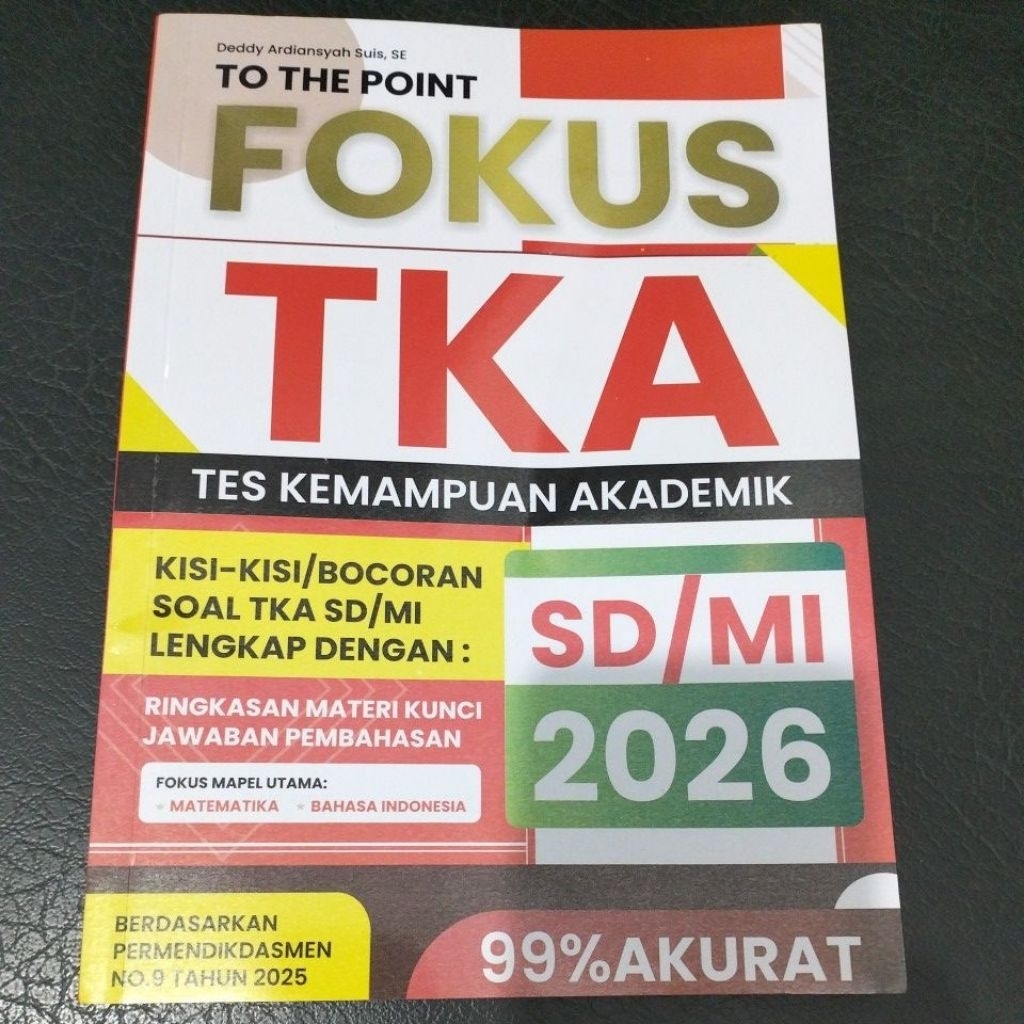 Deddy Ardiansyah Suis, SE
TO THE POINT
FOKUS
TKA
TES KEMAMPUAN AKADEMIK
KISI-KISI/BOCORAN
SOAL TKA SD/MI
LENGKAP DENGAN :
RINGKASAN MATERI KUNCI
JAWABAN PEMBAHASAN
FOKUS MAPEL UTAMA:
MATEMATIKA BAHASA INDONESIA
SD/MI
2026
BERDASARKAN
PERMENDIKDASMEN
NO.9 TAHUN 2025
99%AKURAT